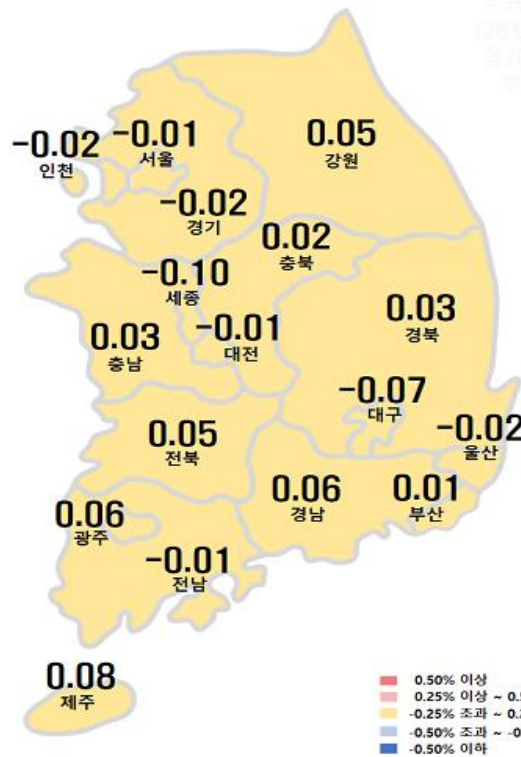 -0.02
인천
-0.01
서울
0.05
강원
-0.02
경기
0.02
충북
-0.10
세종
-0.01
대전
0.03
충남
0.03
경북
-0.07
대구
-0.02
울산
0.05
전북
0.06
경남
0.01
부산
0.06
광주
-0.01
전남
0.08
제주
0.50% 이상
0.25% 이상 ~
-0.25% 초과 ~
-0.50% 초과 ~
-0.50% 이하